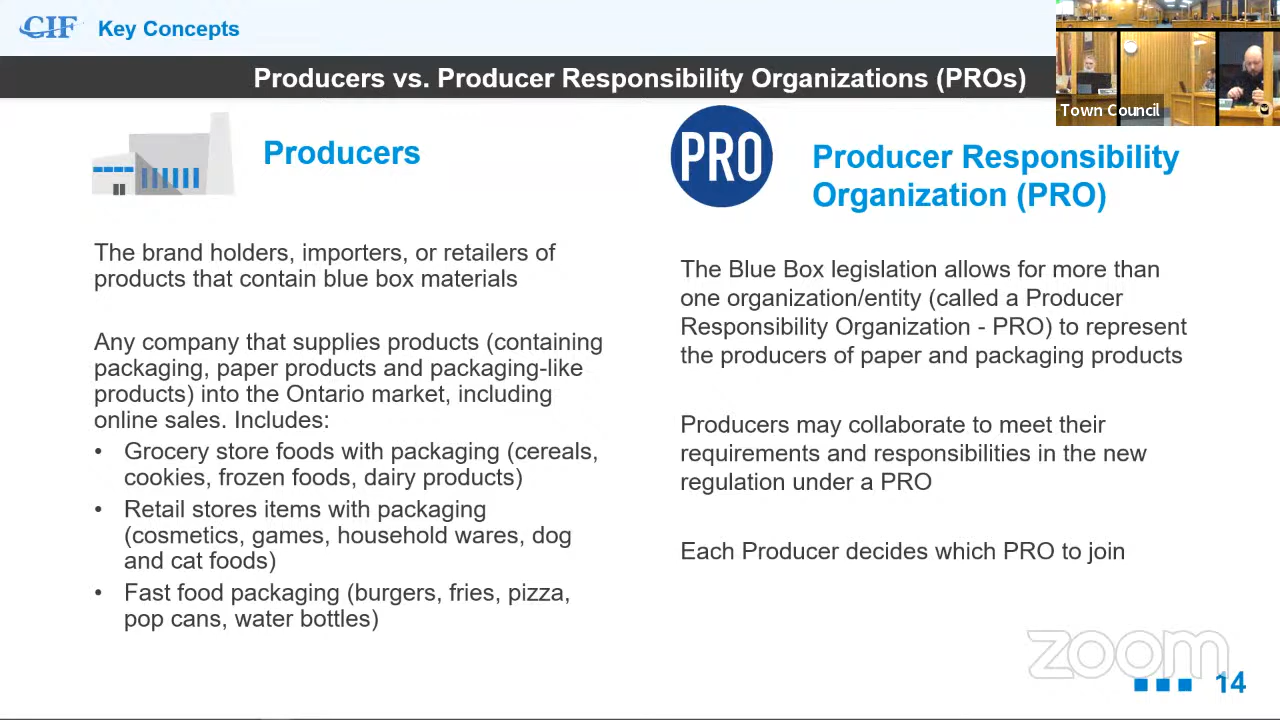 CIF
Key Concepts
Producers vs. Producer Responsibility Organizations (PROs)
Town Council
Producers
PRO
Producer Responsibility
Organization (PRO)
The brand holders, importers, or retailers of
products that contain blue box materials
Any company that supplies products (containing
packaging, paper products and packaging-like
products) into the Ontario market, including
online sales. Includes:
• Grocery store foods with packaging (cereals,
cookies, frozen foods, dairy products)
• Retail stores items with packaging
(cosmetics, games, household wares, dog
and cat foods)
• Fast food packaging (burgers, fries, pizza,
pop cans, water bottles)
The Blue Box legislation allows for more than
one organization/entity (called a Producer
Responsibility Organization - PRO) to represent
the producers of paper and packaging products
Producers may collaborate to meet their
requirements and responsibilities in the new
regulation under a PRO
Each Producer decides which PRO to join
zoom
14